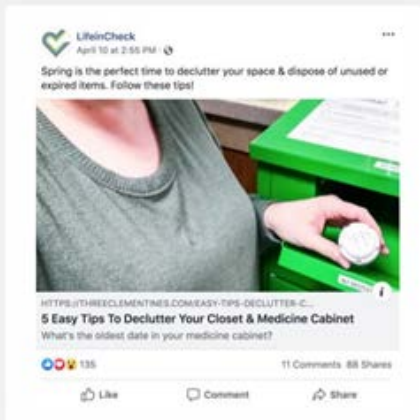 LifeinCheck
April 10 at 2:55 PM ·
Spring is the perfect time to declutter your space & dispose of unused or
expired items. Follow these tips!
HTTPS://THREECLEMENTINES.COM/EASY-TIPS-DECLUTTER-C...
5 Easy Tips To Declutter Your Closet & Medicine Cabinet
What's the oldest date in your medicine cabinet?
135
11 Comments 88 Shares
Like Comment Share